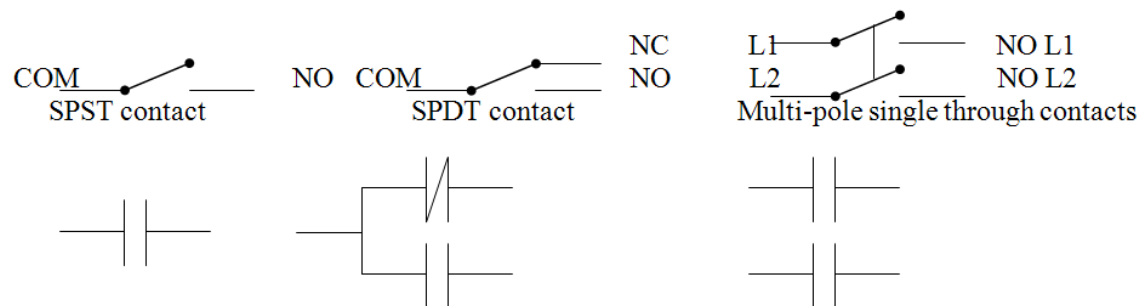 COM NO
SPST contact
COM NC
NO
SPDT contact
L1 NO L1
L2 NO L2
Multi-pole single through contacts